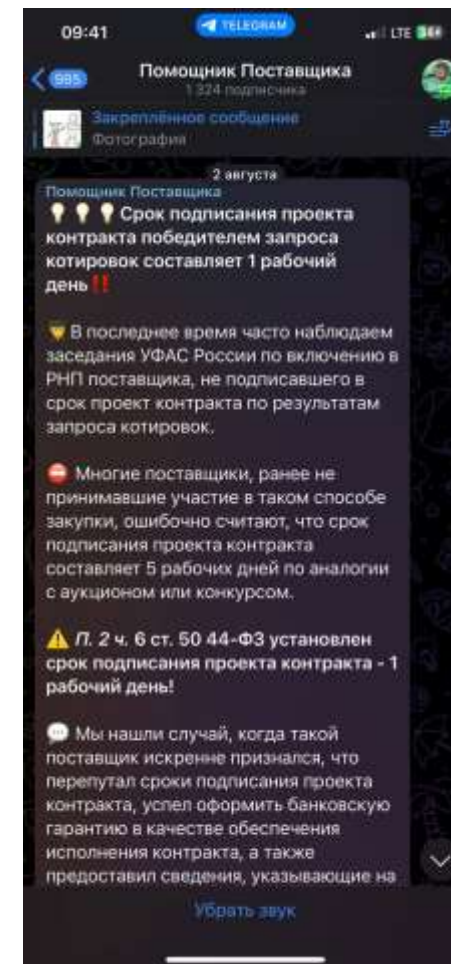 09:41
TELEGRAM
LTE
995
Помощник Поставщика
1 324 подписчика
Закреплённое сообщение
Фотография
2 августа
Помощник Поставщика
Срок подписания проекта
контракта победителем запроса
котировок составляет 1 рабочий
день‼️
В последнее время часто наблюдаем
заседания УФАС России по включению в
РНП поставщика, не подписавшего в
срок проект контракта по результатам
запроса котировок.
Многие поставщики, ранее не
принимавшие участие в таком способе
закупки, ошибочно считают, что срок
подписания проекта контракта
составляет 5 рабочих дней по аналогии
с аукционом или конкурсом.
П. 2 ч. 6 ст. 50 44-ФЗ установлен
срок подписания проекта контракта - 1
рабочий день!
Мы нашли случай, когда такой
поставщик искренне признался, что
перепутал сроки подписания проекта
контракта, успел оформить банковскую
гарантию в качестве обеспечения
исполнения контракта, а также
предоставил сведения, указывающие на
Убрать звук